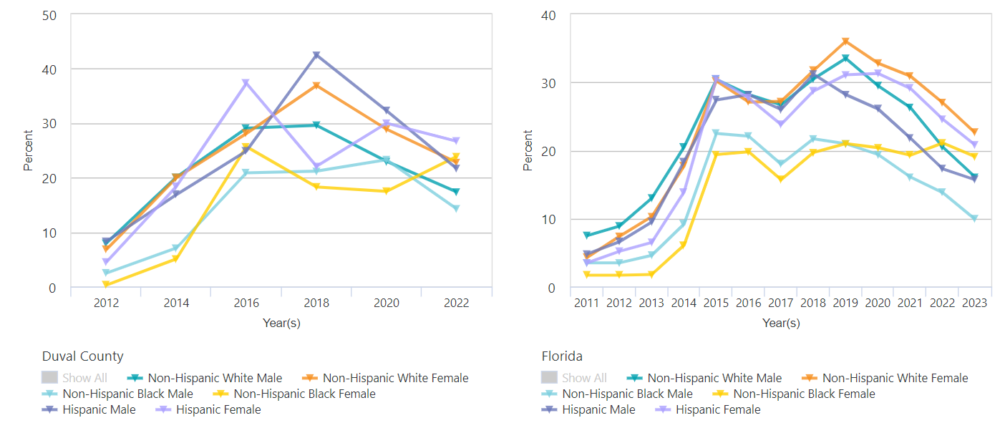 50
40
30
20
10
0
Percent
2012 2014 2016 2018 2020 2022
Year(s)
Duval County
Show All Non-Hispanic White Male Non-Hispanic White Female
Non-Hispanic Black Male Non-Hispanic Black Female
Hispanic Male Hispanic Female
40
30
20
10
0
Percent
2011 2012 2013 2014 2015 2016 2017 2018 2019 2020 2021 2022 2023
Year(s)
Florida
Show All Non-Hispanic White Male Non-Hispanic White Female
Non-Hispanic Black Male Non-Hispanic Black Female
Hispanic Male Hispanic Female